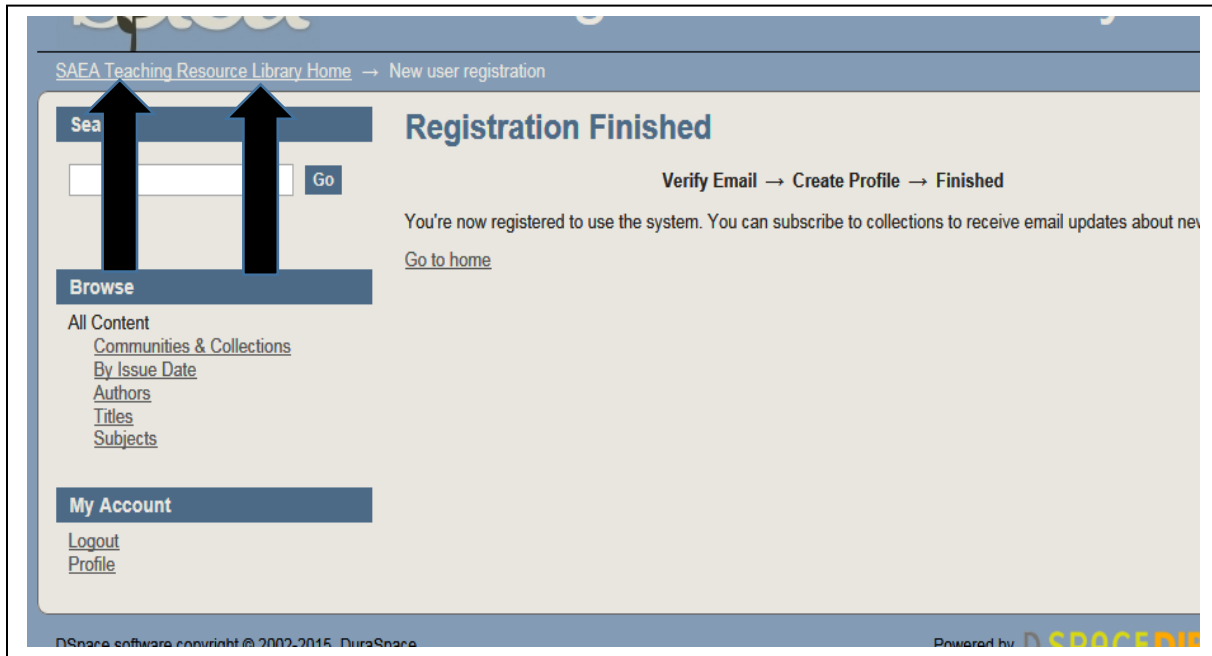 SAEA Teaching Resource Library Home → New user registration
Registration Finished
Go
Verify Email → Create Profile → Finished
You're now registered to use the system. You can subscribe to collections to receive email updates about
Go to home
Browse
All Content
Communities & Collections
By Issue Date
Authors
Titles
Subjects
My Account
Logout
Profile
DSpace software copyright © 2002-2015 DuraSpace
Powered by